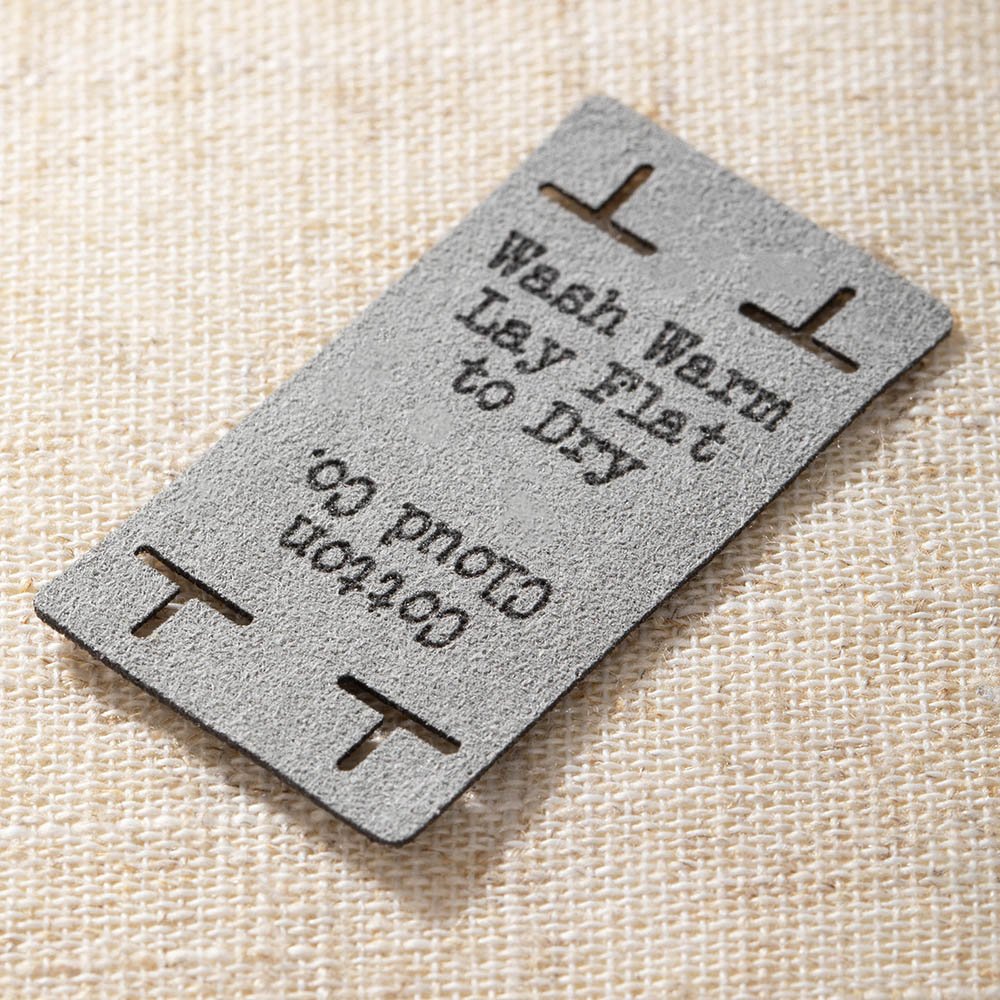 Wash Warm
Lay Flat
to Dry
Cotton
Cloud Co.